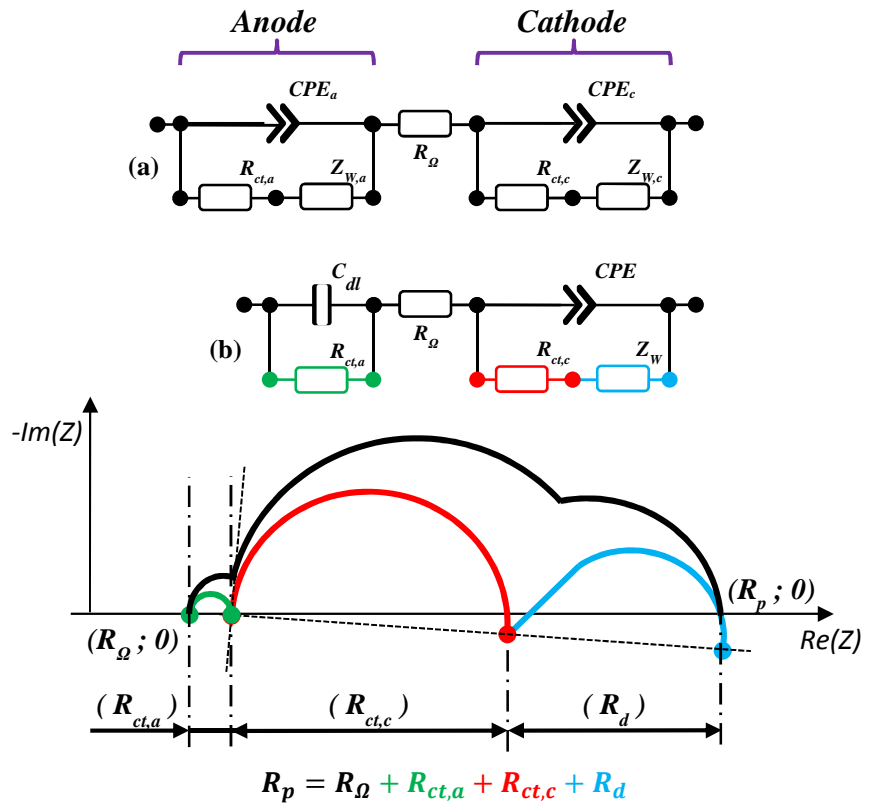 Anode Cathode
CPEa CPEc
RΩ
(a) Rct,a ZW,a Rct,c ZW,c
Cdl CPE
RΩ
(b) Rct,a Rct,c ZW
-Im(Z)
(Rp ; 0)
(RΩ ; 0) Re(Z)
( Rct,a ) ( Rct,c ) ( Rd )
Rp = RΩ + Rct,a + Rct,c + Rd